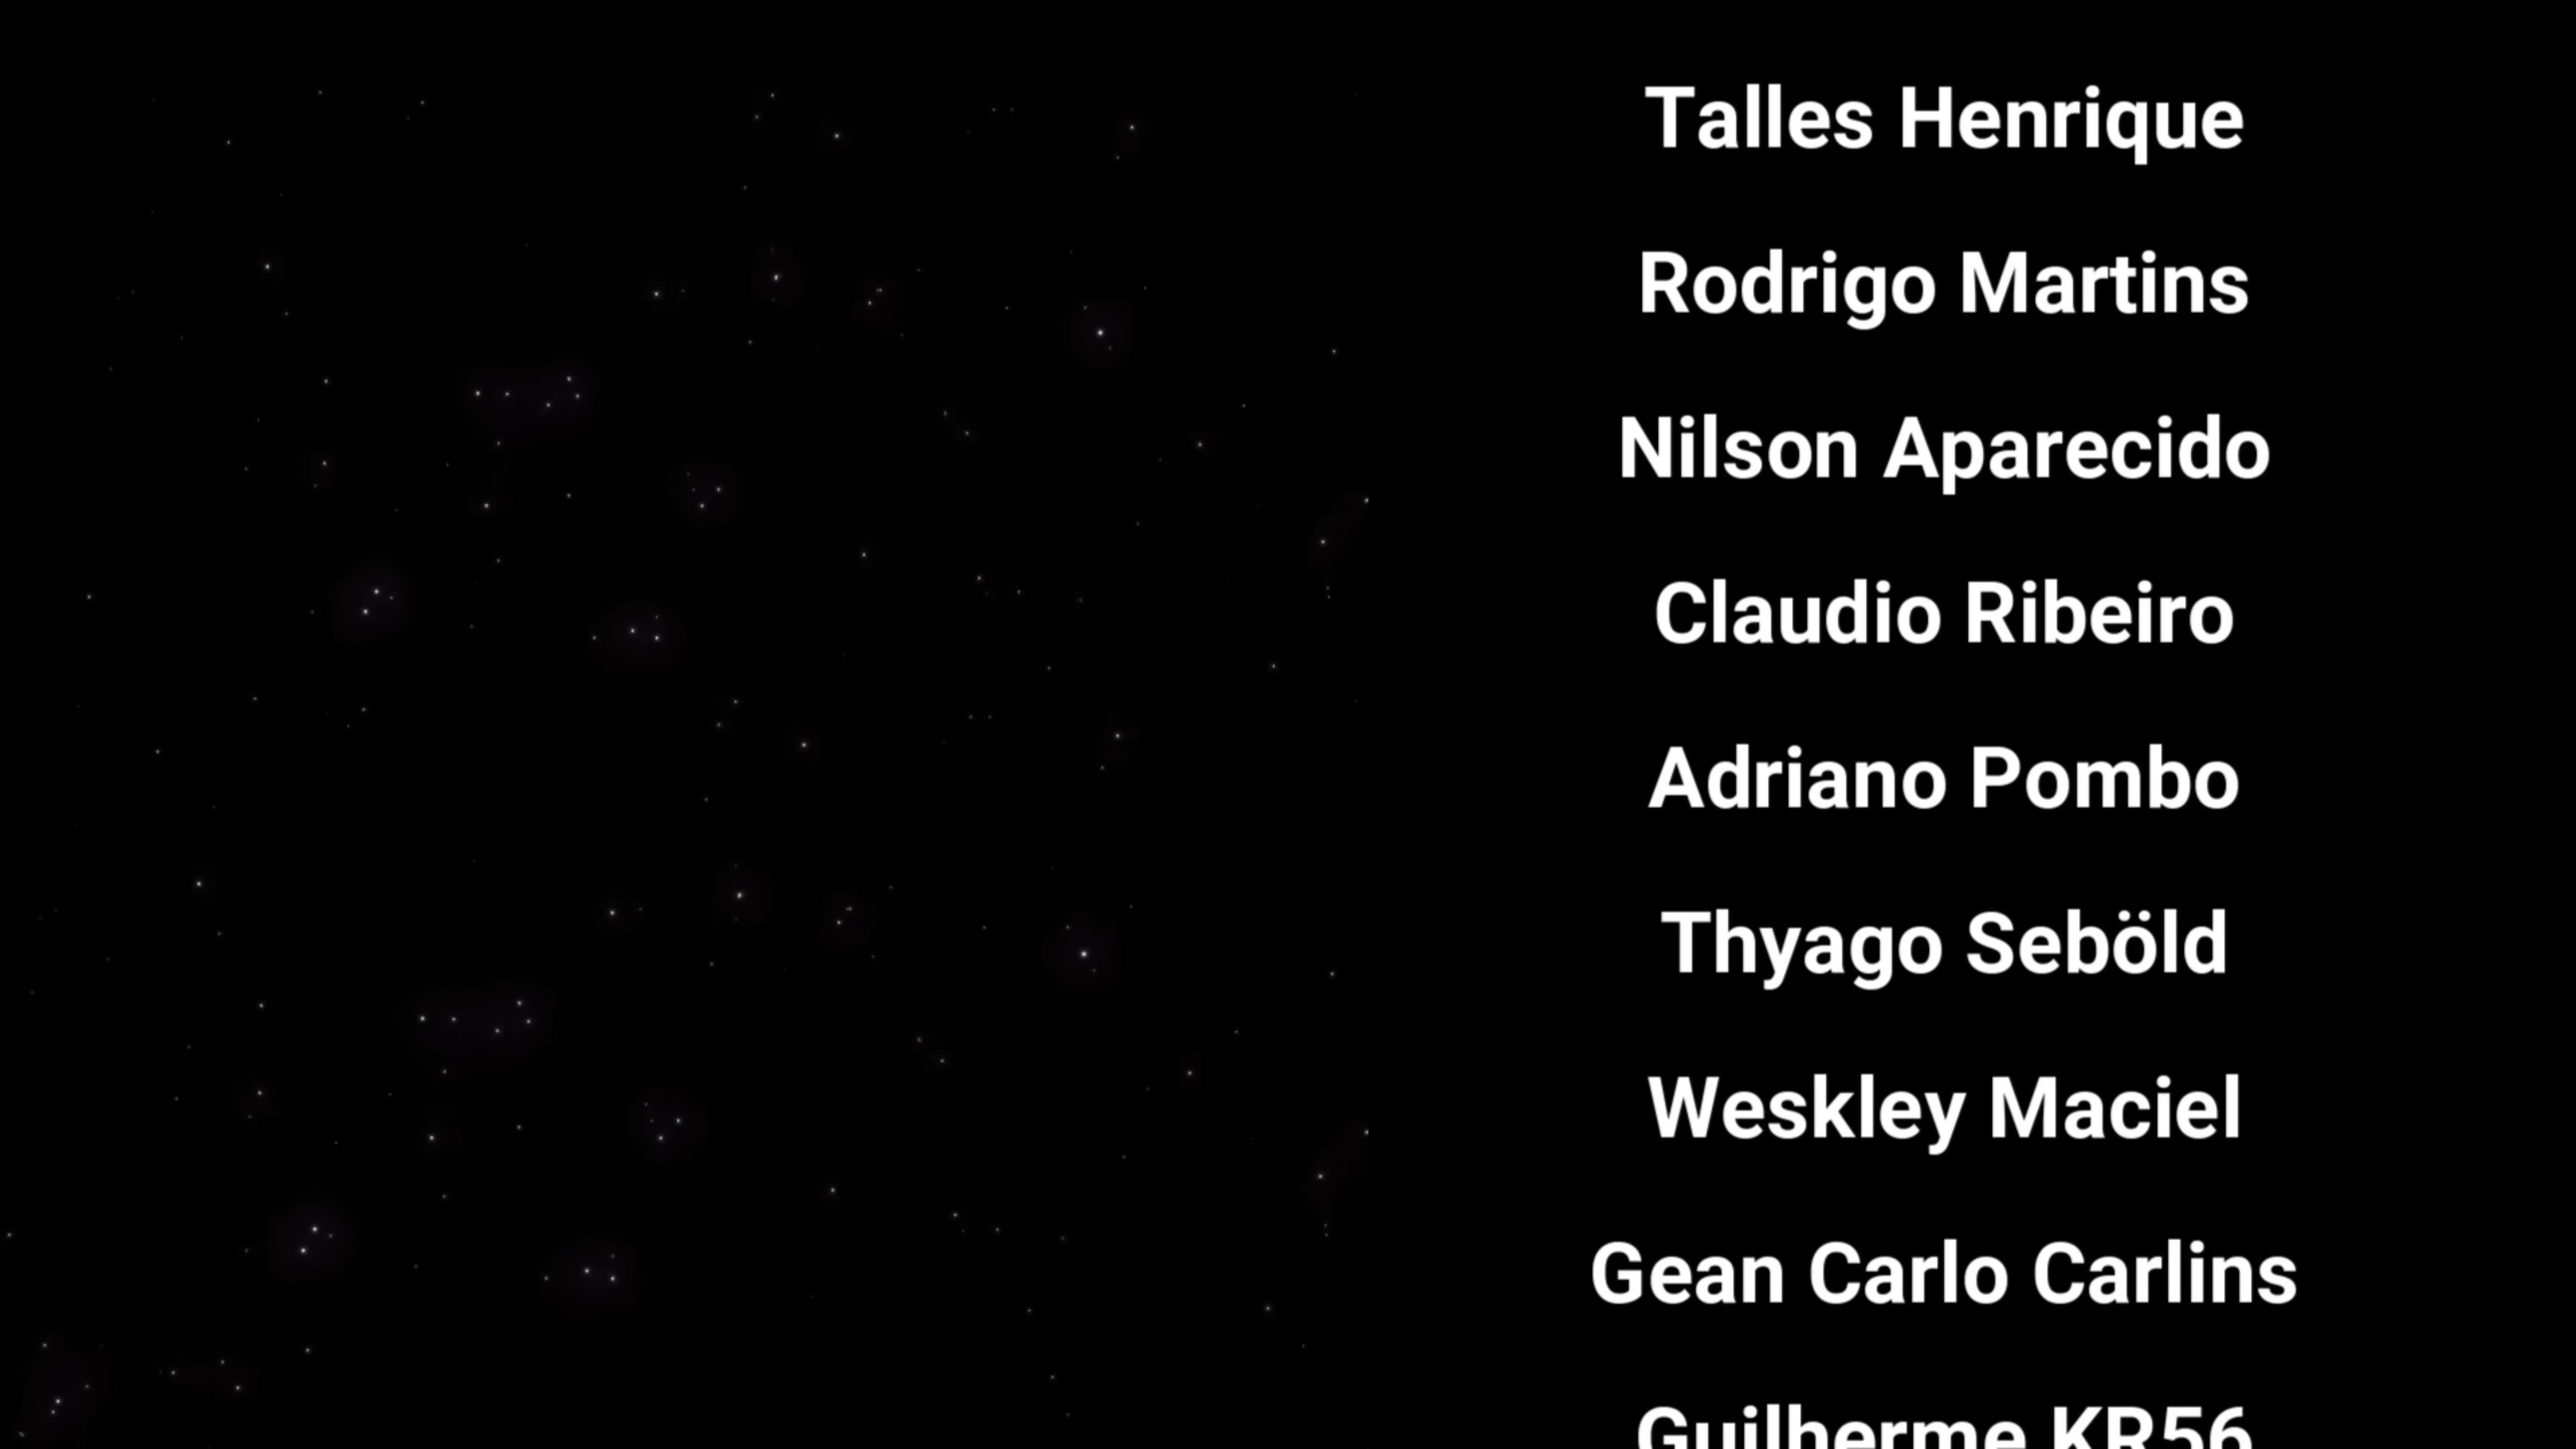 Talles Henrique
Rodrigo Martins
Nilson Aparecido
Claudio Ribeiro
Adriano Pombo
Thyago Seböld
Weskley Maciel
Gean Carlo Carlins
Guilherme KR56